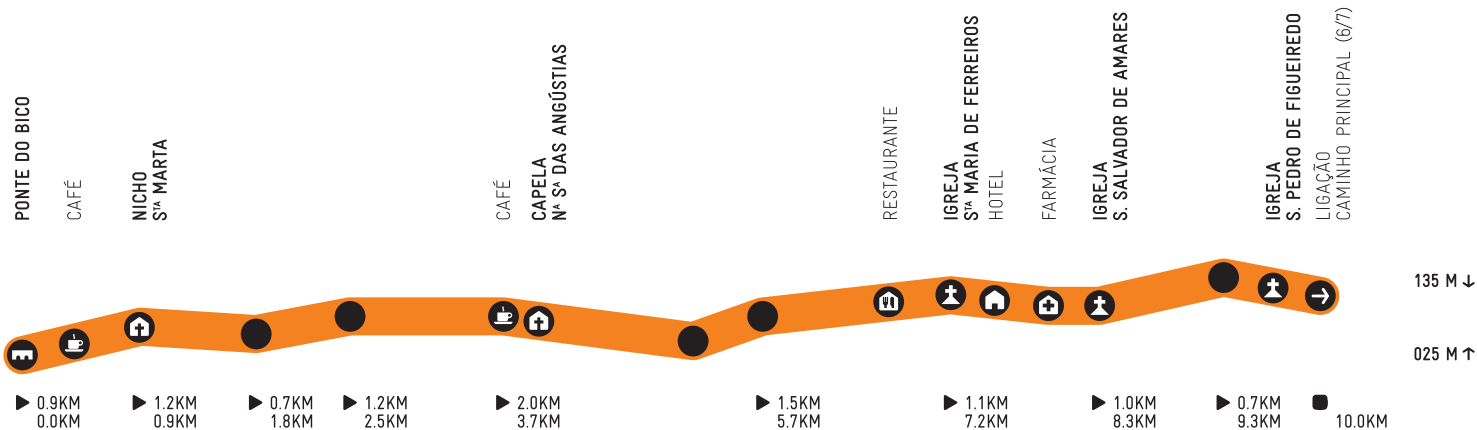 PONTE DO BICO
CAFÉ
NICHO
Sᵀᴬ MARTA
CAFÉ
CAPELA
Nᴬ Sᴬ DAS ANGÚSTIAS
RESTAURANTE
IGREJA
Sᵀᴬ MARIA DE FERREIROS
HOTEL
FARMÁCIA
IGREJA
S. SALVADOR DE AMARES
IGREJA
S. PEDRO DE FIGUEIREDO
LIGAÇÃO
CAMINHO PRINCIPAL (6/7)
135 M ↓
025 M ↑
0.9KM
0.0KM
1.2KM
0.9KM
0.7KM
1.8KM
1.2KM
2.5KM
2.0KM
3.7KM
1.5KM
5.7KM
1.1KM
7.2KM
1.0KM
8.3KM
0.7KM
9.3KM
10.0KM